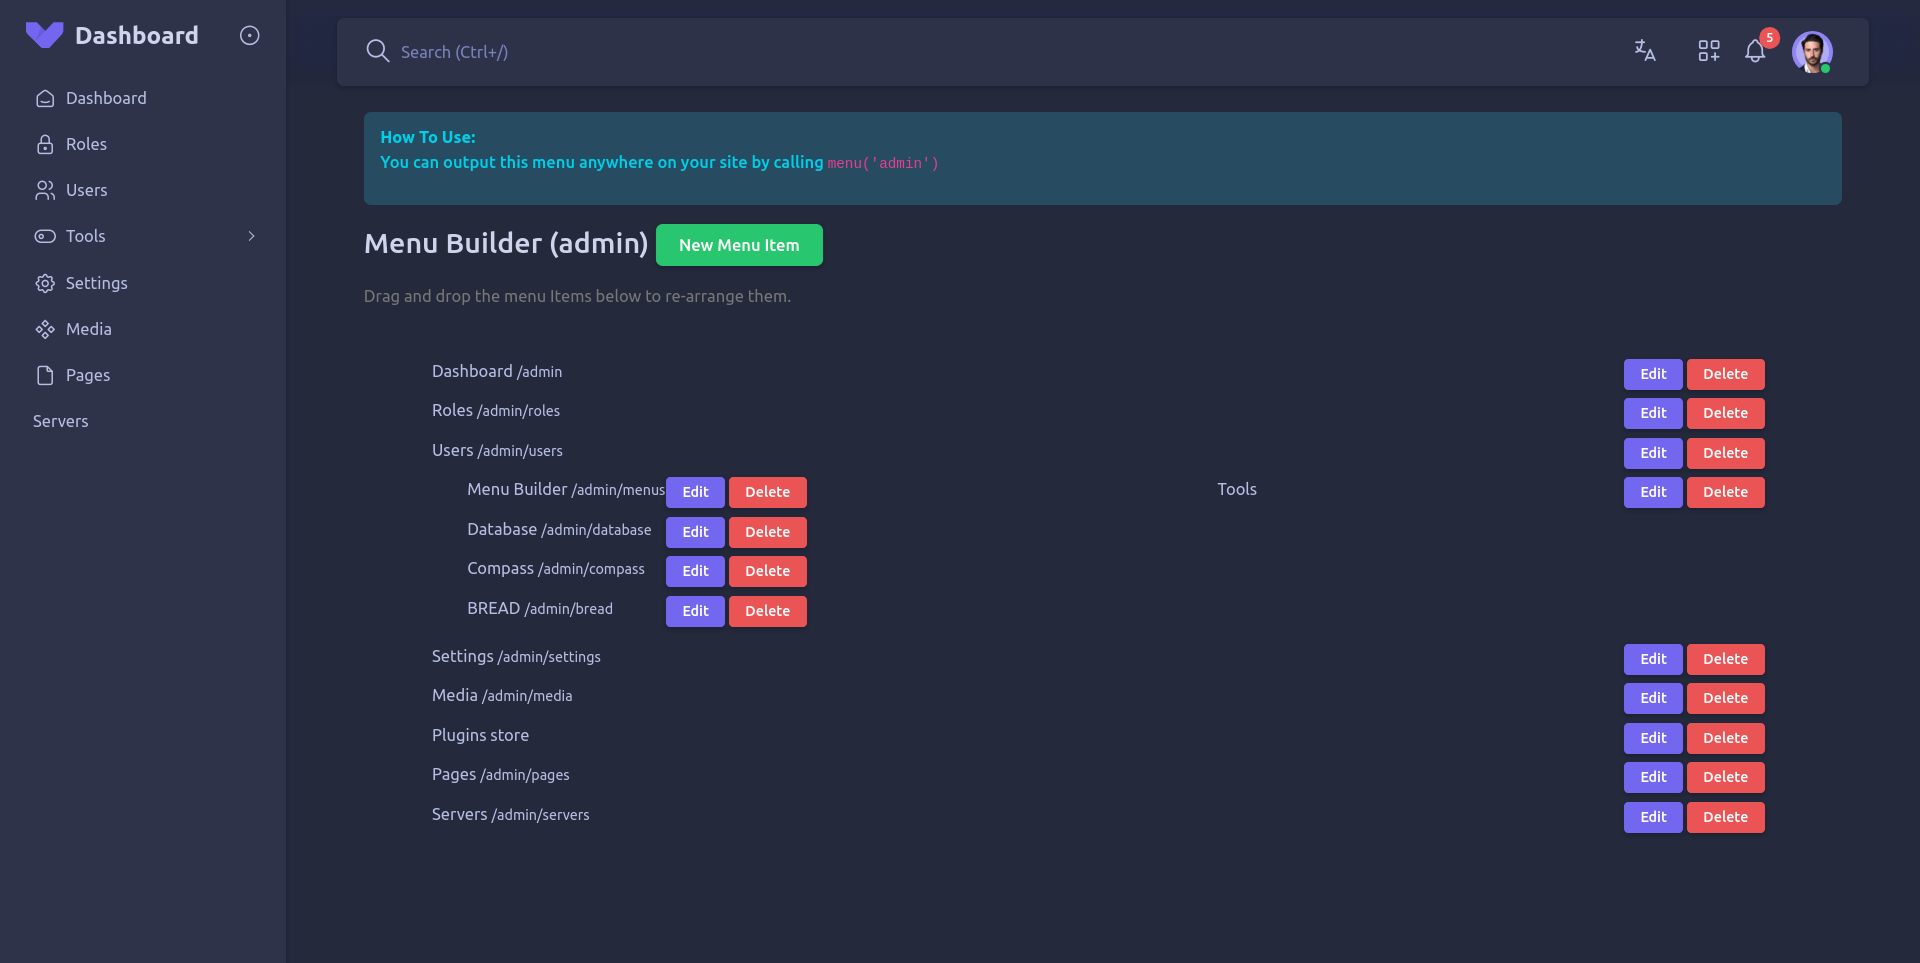 Dashboard
Search (Ctrl+/)
5
Dashboard
Roles
Users
Tools
Settings
Media
Pages
Servers
How To Use:
You can output this menu anywhere on your site by calling menu('admin')
Menu Builder (admin) New Menu Item
Drag and drop the menu Items below to re-arrange them.
Dashboard /admin Edit Delete
Roles /admin/roles Edit Delete
Users /admin/users Edit Delete
Menu Builder /admin/menus Edit Delete Tools Edit Delete
Database /admin/database Edit Delete
Compass /admin/compass Edit Delete
BREAD /admin/bread Edit Delete
Settings /admin/settings Edit Delete
Media /admin/media Edit Delete
Plugins store Edit Delete
Pages /admin/pages Edit Delete
Servers /admin/servers Edit Delete